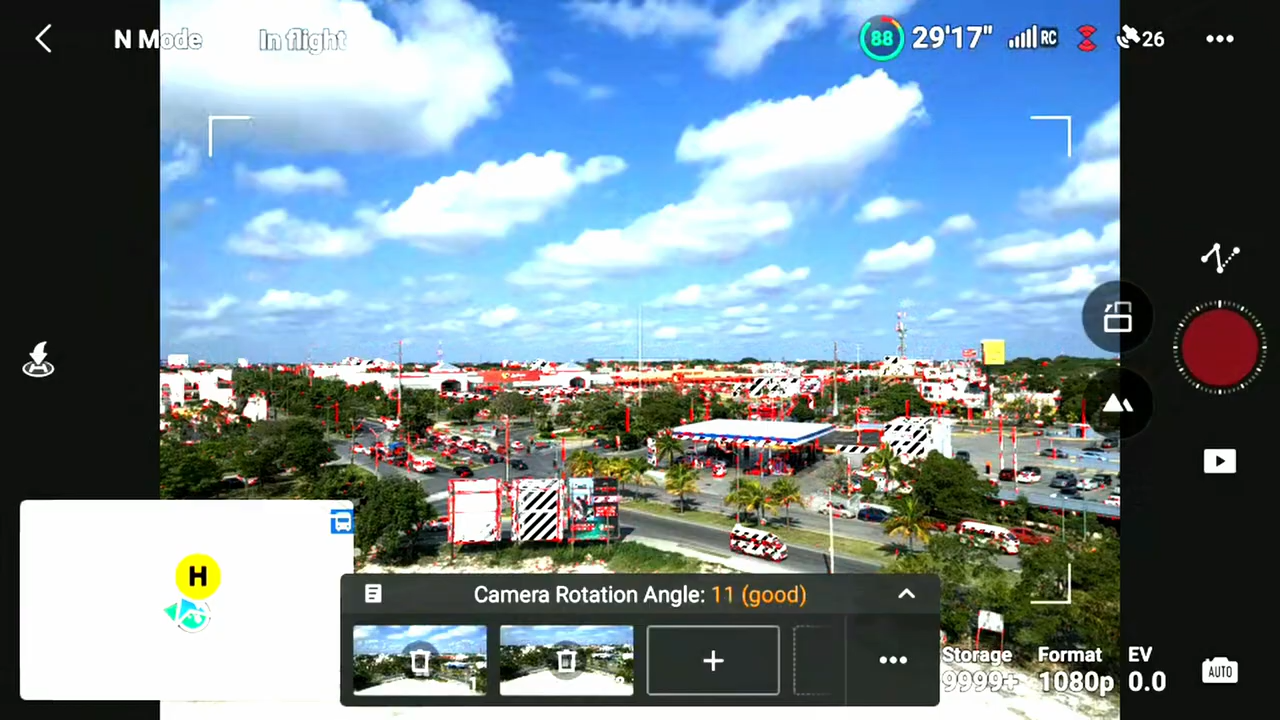 N Mode
In flight
88
29'17"
RC
26
H
Camera Rotation Angle: 11 (good)
1
Storage
9999+
Format
1080p
EV
0.0
AUTO